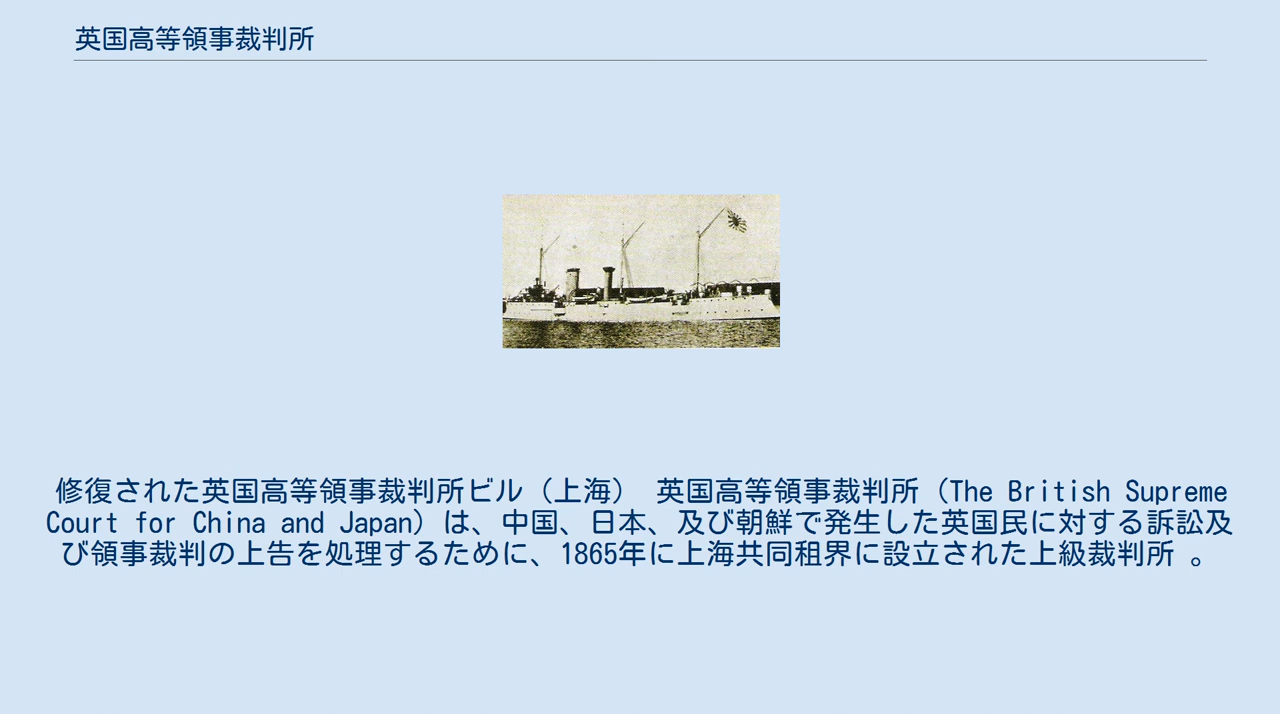 英国高等領事裁判所
修復された英国高等領事裁判所ビル（上海） 英国高等領事裁判所（The British Supreme
Court for China and Japan）は、中国、日本、及び朝鮮で発生した英国民に対する訴訟及
び領事裁判の上告を処理するために、1865年に上海共同租界に設立された上級裁判所 。